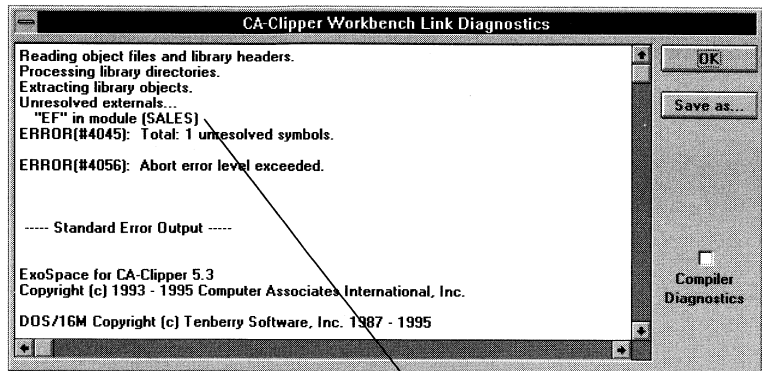 CA-Clipper Workbench Link Diagnostics
Reading object files and library headers.
Processing library directories.
Extracting library objects.
Unresolved externals...
"EF" in module (SALES)
ERROR(#4045): Total: 1 unresolved symbols.
ERROR(#4056): Abort error level exceeded.
----- Standard Error Output -----
ExoSpace for CA-Clipper 5.3
Copyright (c) 1993 - 1995 Computer Associates International, Inc.
DOS/16M Copyright (c) Tenberry Software, Inc. 1987 - 1995
OK
Save as...
Compiler
Diagnostics